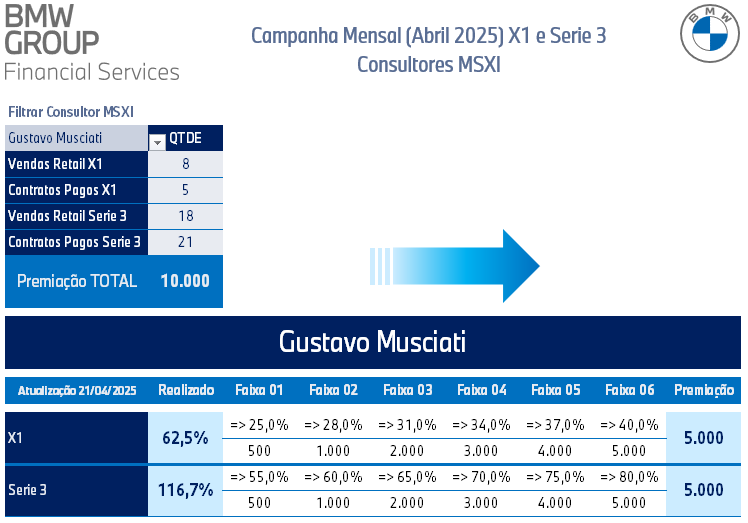 BMW
GROUP
Financial Services
Campanha Mensal (Abril 2025) X1 e Serie 3
Consultores MSXI
BMW
Filtrar Consultor MSXI
Gustavo Musciati QTDE
Vendas Retail X1 8
Contratos Pagos X1 5
Vendas Retail Serie 3 18
Contratos Pagos Serie 3 21
Premiação TOTAL 10.000
Gustavo Musciati
Atualização 21/04/2025 Realizado Faixa 01 Faixa 02 Faixa 03 Faixa 04 Faixa 05 Faixa 06 Premiação
X1 62,5% => 25,0% => 28,0% => 31,0% => 34,0% => 37,0% => 40,0% 5.000
500 1.000 2.000 3.000 4.000 5.000
Serie 3 116,7% => 55,0% => 60,0% => 65,0% => 70,0% => 75,0% => 80,0% 5.000
500 1.000 2.000 3.000 4.000 5.000